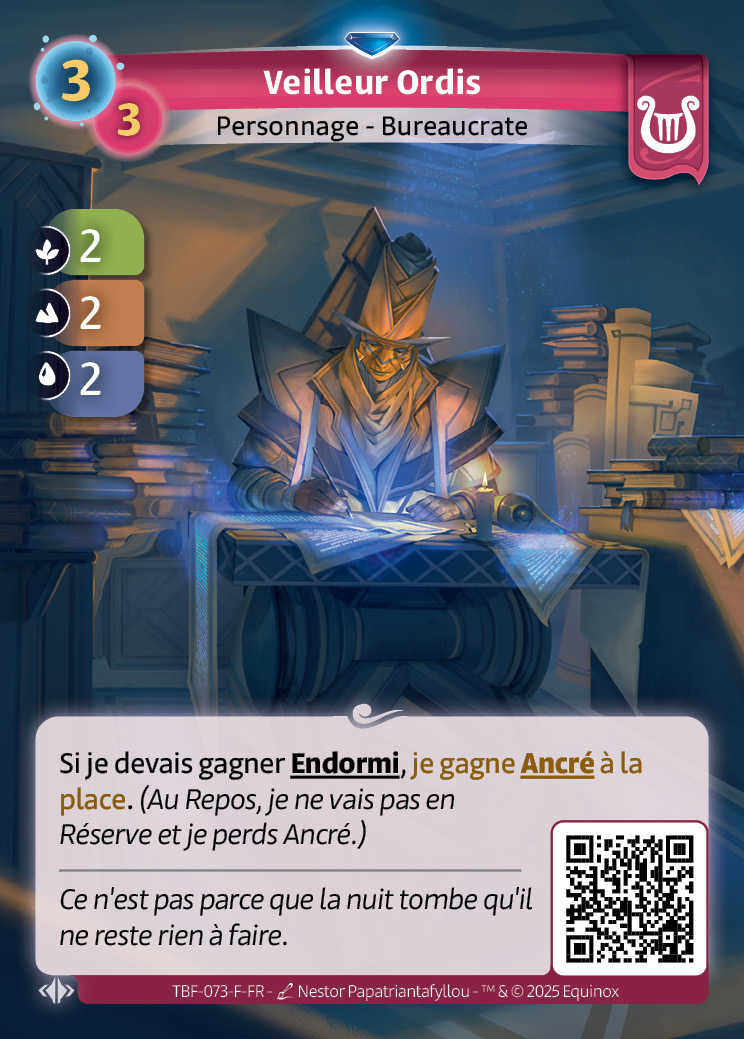 3
Veilleur Ordis
3
Personnage - Bureaucrate
2
2
2
Si je devais gagner Endormi, je gagne Ancré à la
place. (Au Repos, je ne vais pas en
Réserve et je perds Ancré.)
Ce n'est pas parce que la nuit tombe qu'il
ne reste rien à faire.
TBF-073-F-FR - Nestor Papatriantafyllou - ™ & © 2025 Equinox